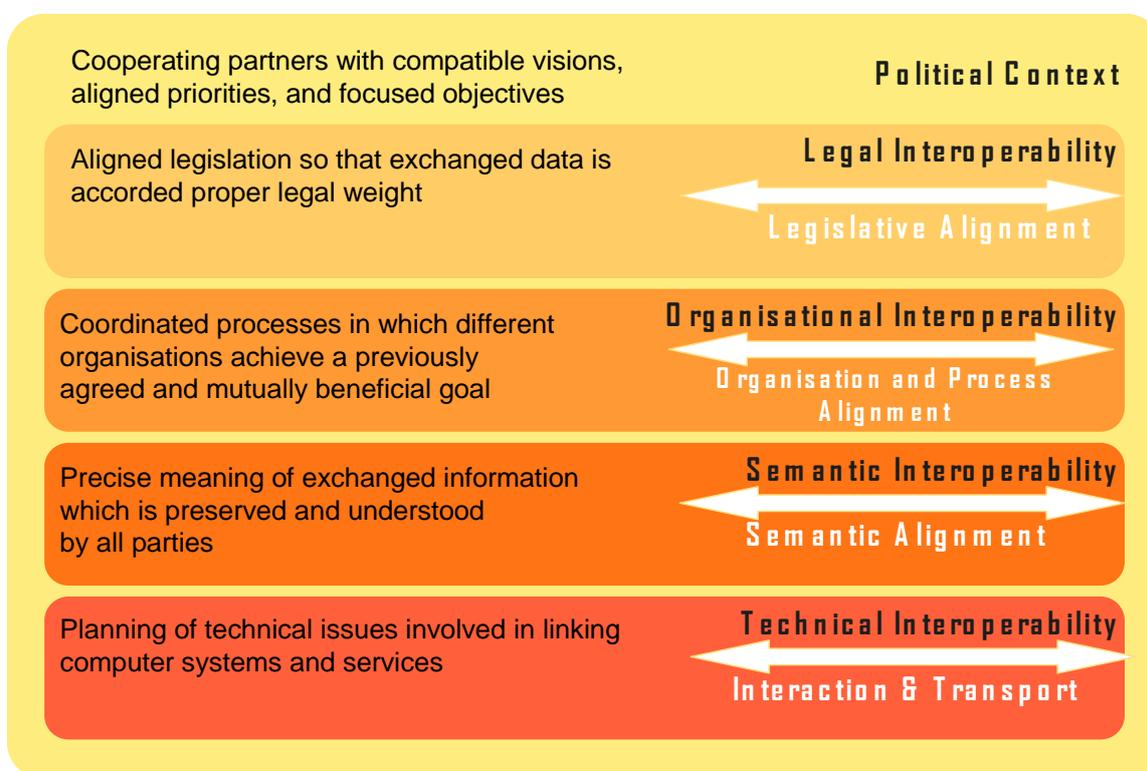 Cooperating partners with compatible visions,
aligned priorities, and focused objectives
Political Context
Aligned legislation so that exchanged data is
accorded proper legal weight
Legal Interoperability
Legislative Alignment
Coordinated processes in which different
organisations achieve a previously
agreed and mutually beneficial goal
Organisational Interoperability
Organisation and Process
Alignment
Precise meaning of exchanged information
which is preserved and understood
by all parties
Semantic Interoperability
Semantic Alignment
Planning of technical issues involved in linking
computer systems and services
Technical Interoperability
Interaction & Transport